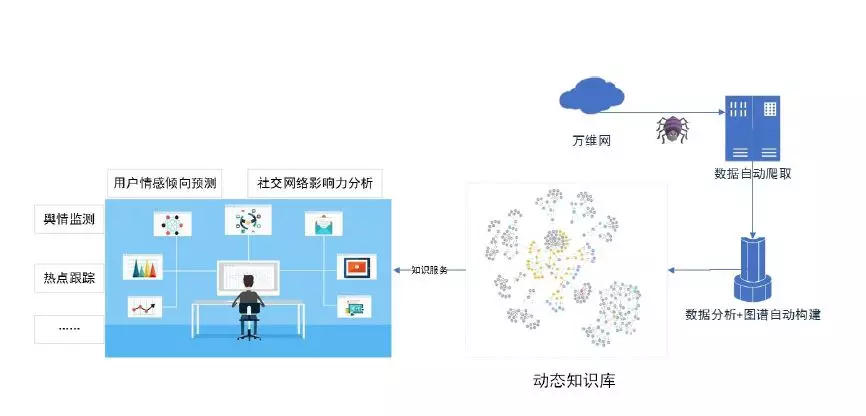 万维网
数据自动爬取
用户情感倾向预测
社交网络影响力分析
舆情监测
热点跟踪
知识服务
……
数据分析+图谱自动构建
动态知识库